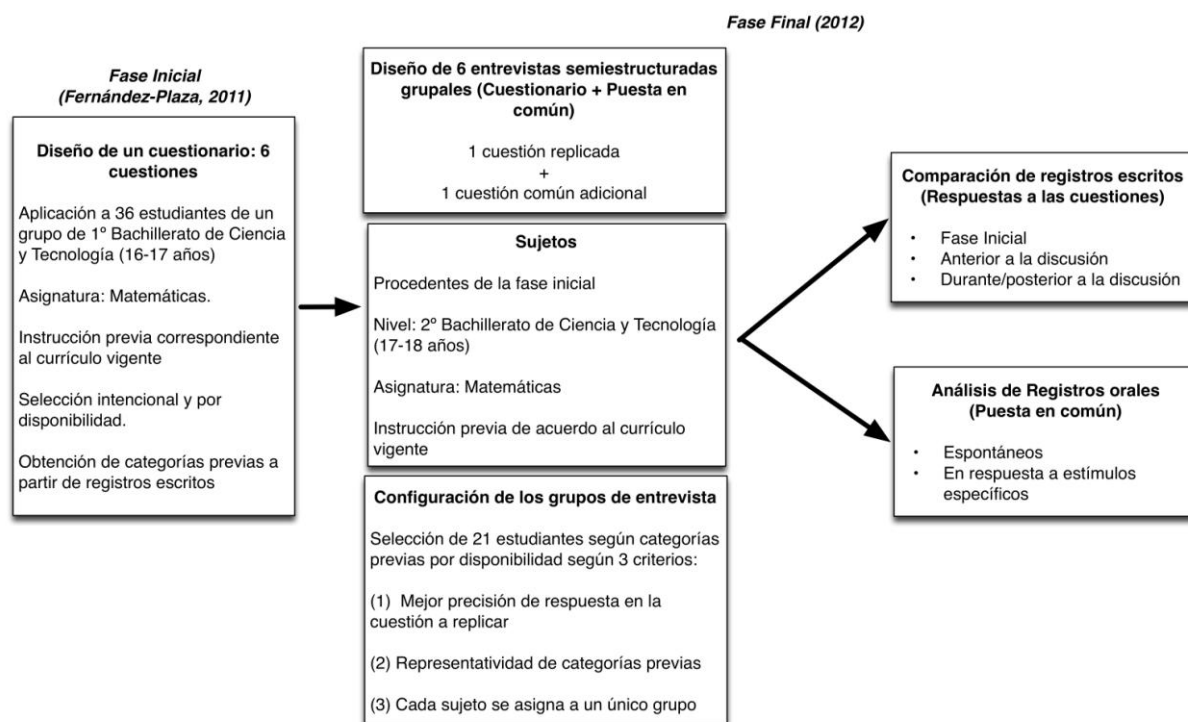 Fase Final (2012)
Fase Inicial
(Fernández-Plaza, 2011)
Diseño de un cuestionario: 6
cuestiones
Aplicación a 36 estudiantes de un
grupo de 1º Bachillerato de Ciencia
y Tecnología (16-17 años)
Asignatura: Matemáticas.
Instrucción previa correspondiente
al currículo vigente
Selección intencional y por
disponibilidad.
Obtención de categorías previas a
partir de registros escritos
Diseño de 6 entrevistas semiestructuradas
grupales (Cuestionario + Puesta en
común)
1 cuestión replicada
+
1 cuestión común adicional
Sujetos
Procedentes de la fase inicial
Nivel: 2º Bachillerato de Ciencia y Tecnología
(17-18 años)
Asignatura: Matemáticas
Instrucción previa de acuerdo al currículo
vigente
Configuración de los grupos de entrevista
Selección de 21 estudiantes según categorías
previas por disponibilidad según 3 criterios:
(1) Mejor precisión de respuesta en la
cuestión a replicar
(2) Representatividad de categorías previas
(3) Cada sujeto se asigna a un único grupo
Comparación de registros escritos
(Respuestas a las cuestiones)
• Fase Inicial
• Anterior a la discusión
• Durante/posterior a la discusión
Análisis de Registros orales
(Puesta en común)
• Espontáneos
• En respuesta a estímulos
específicos